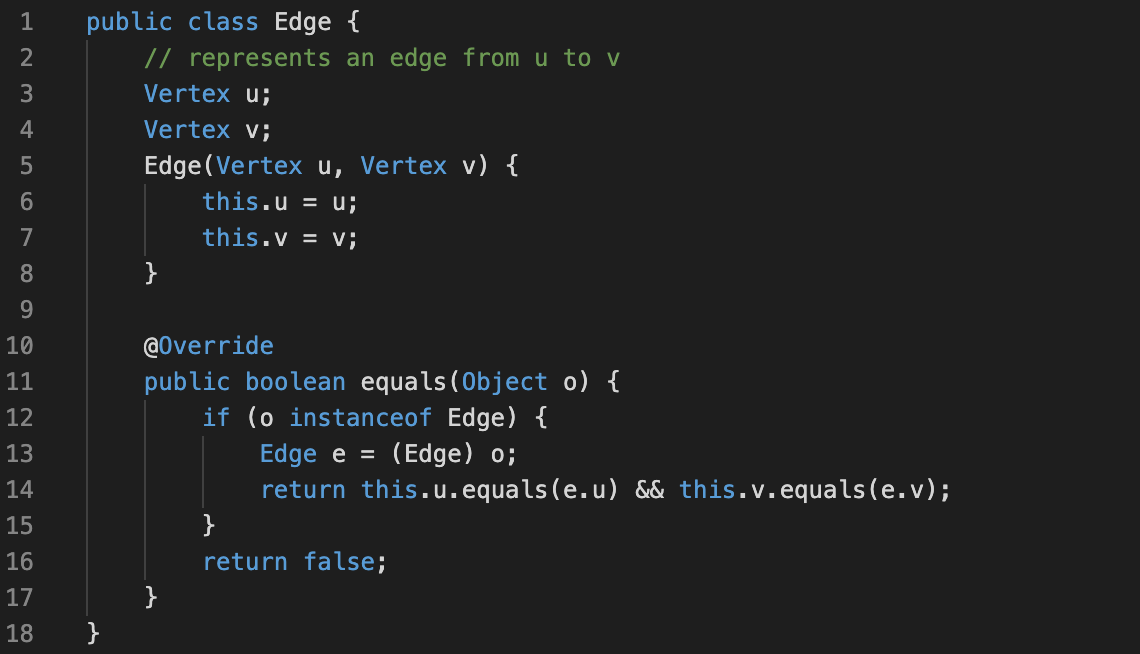 1 public class Edge {
2 // represents an edge from u to v
3 Vertex u;
4 Vertex v;
5 Edge(Vertex u, Vertex v) {
6 this.u = u;
7 this.v = v;
8 }
9
10 @Override
11 public boolean equals(Object o) {
12 if (o instanceof Edge) {
13 Edge e = (Edge) o;
14 return this.u.equals(e.u) && this.v.equals(e.v);
15 }
16 return false;
17 }
18 }